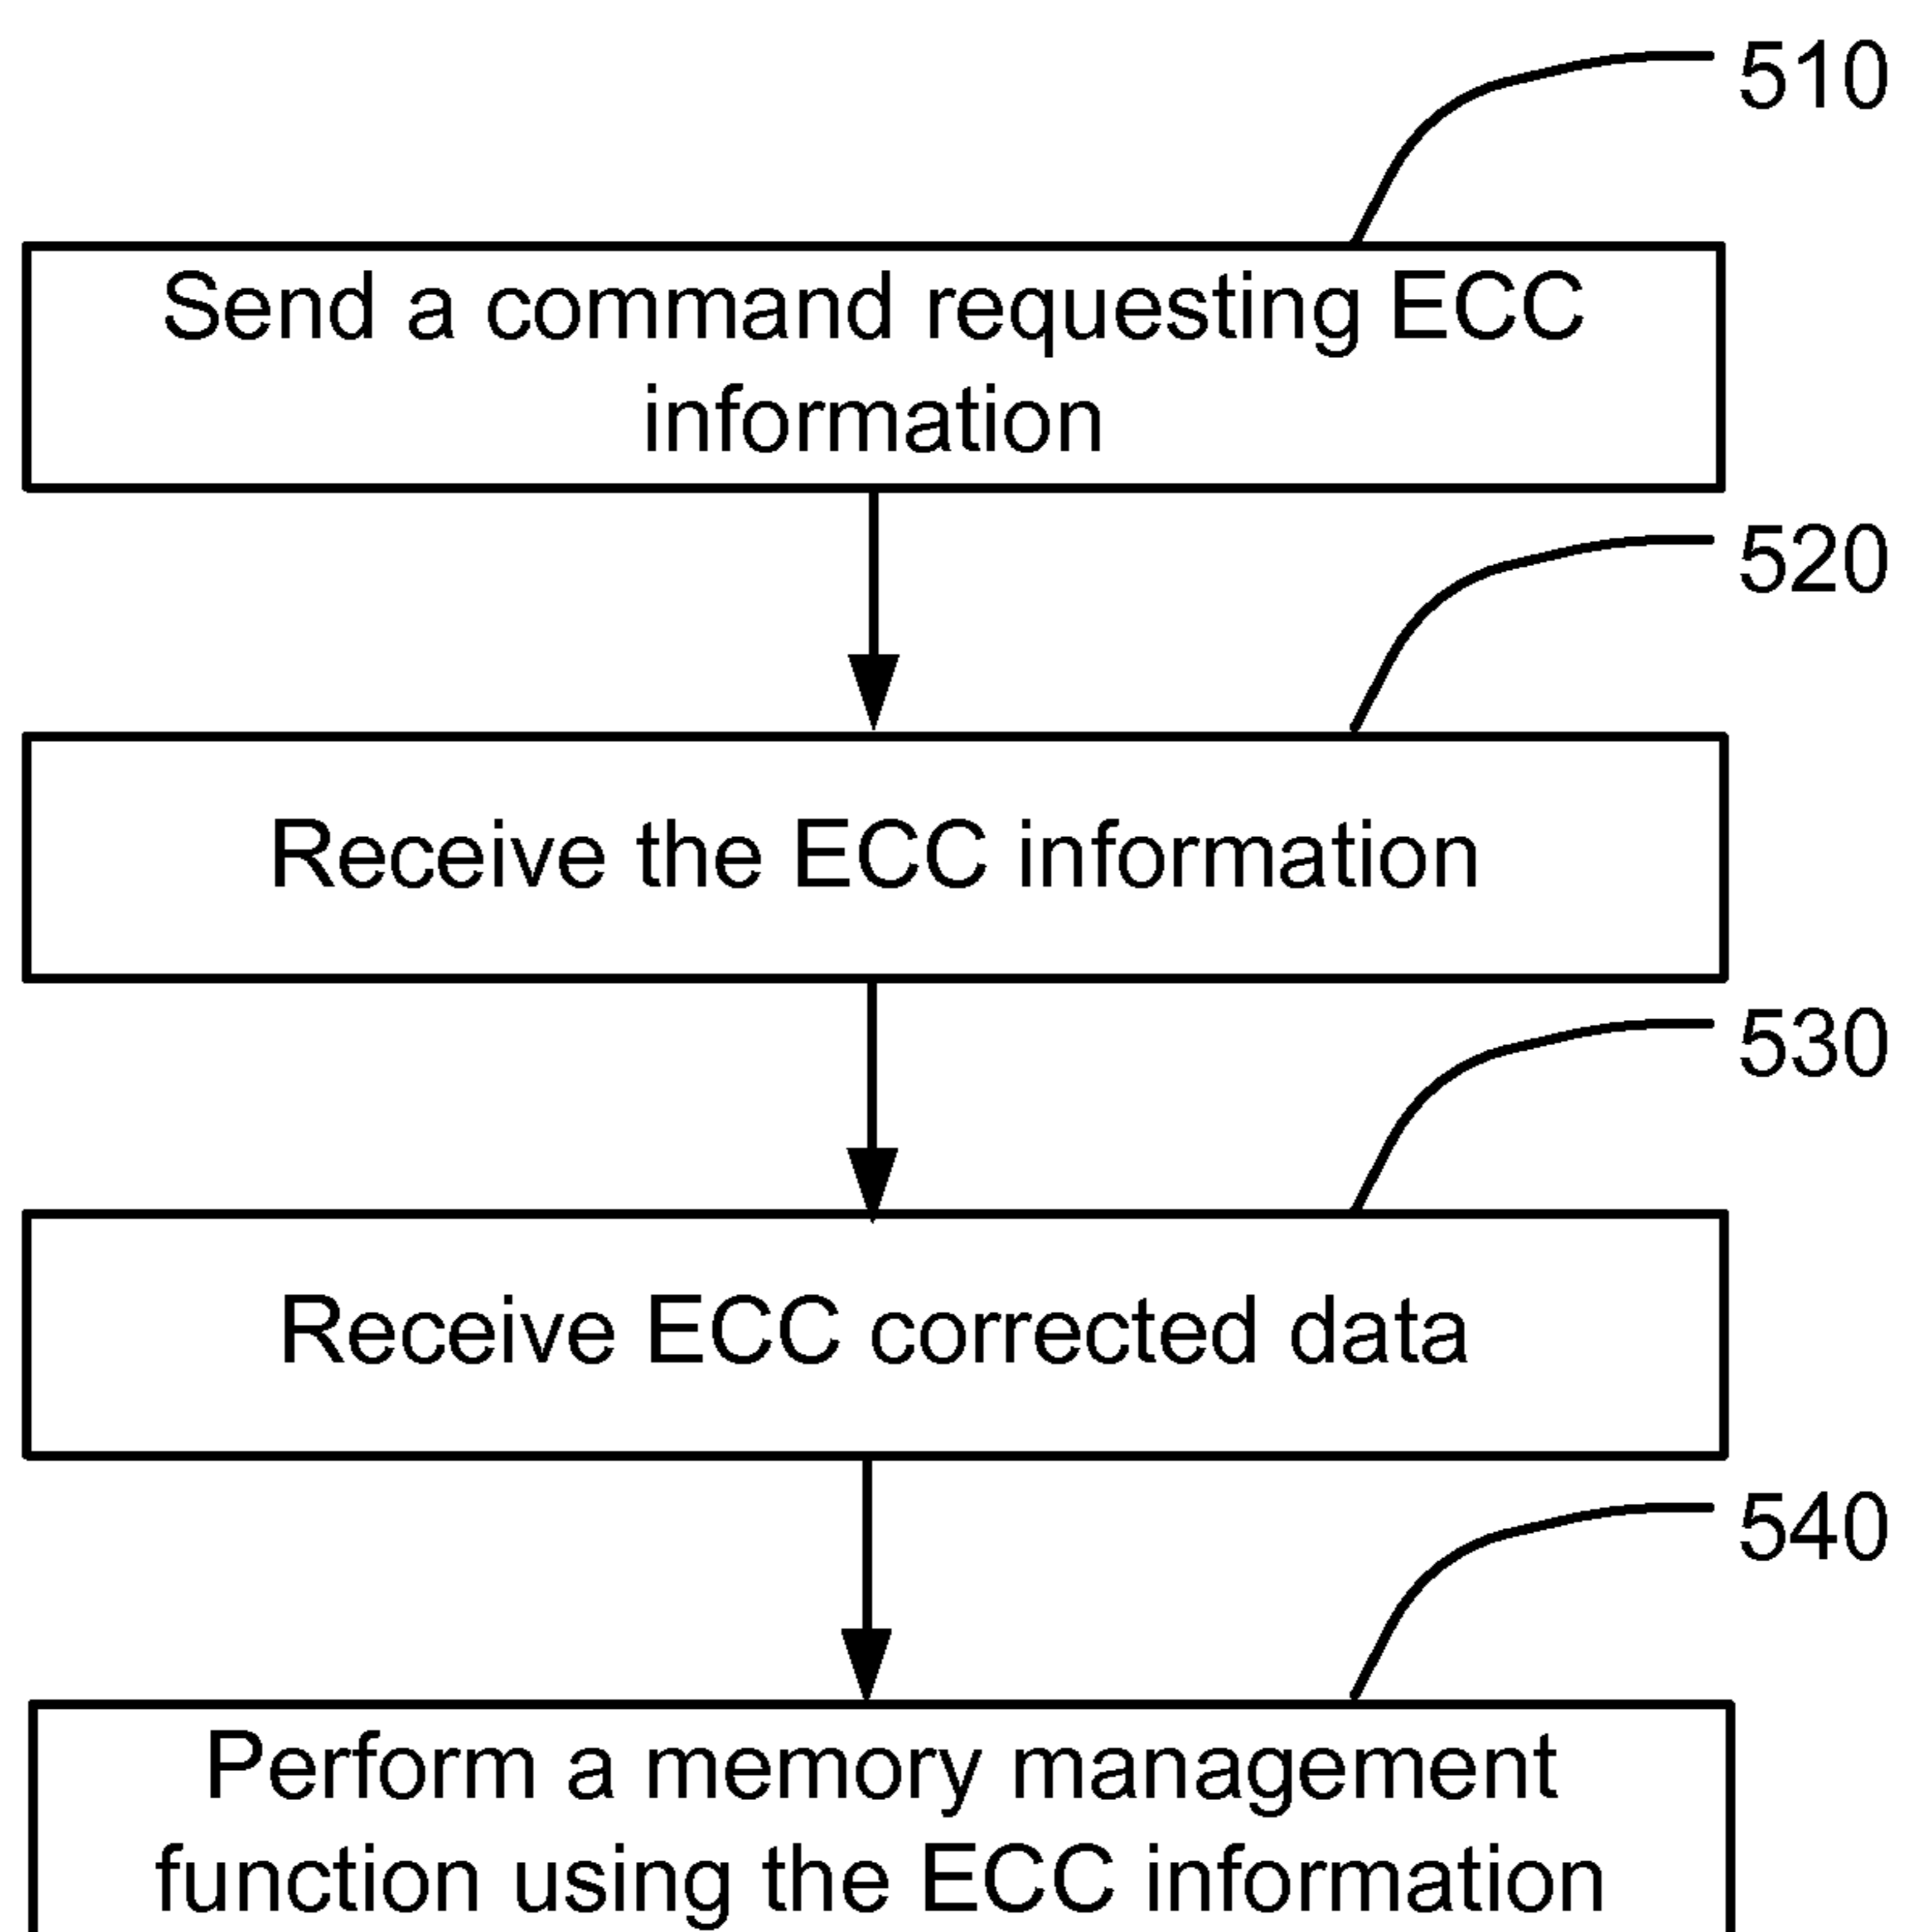 510
Send a command requesting ECC
information
520
Receive the ECC information
530
Receive ECC corrected data
540
Perform a memory management
function using the ECC information